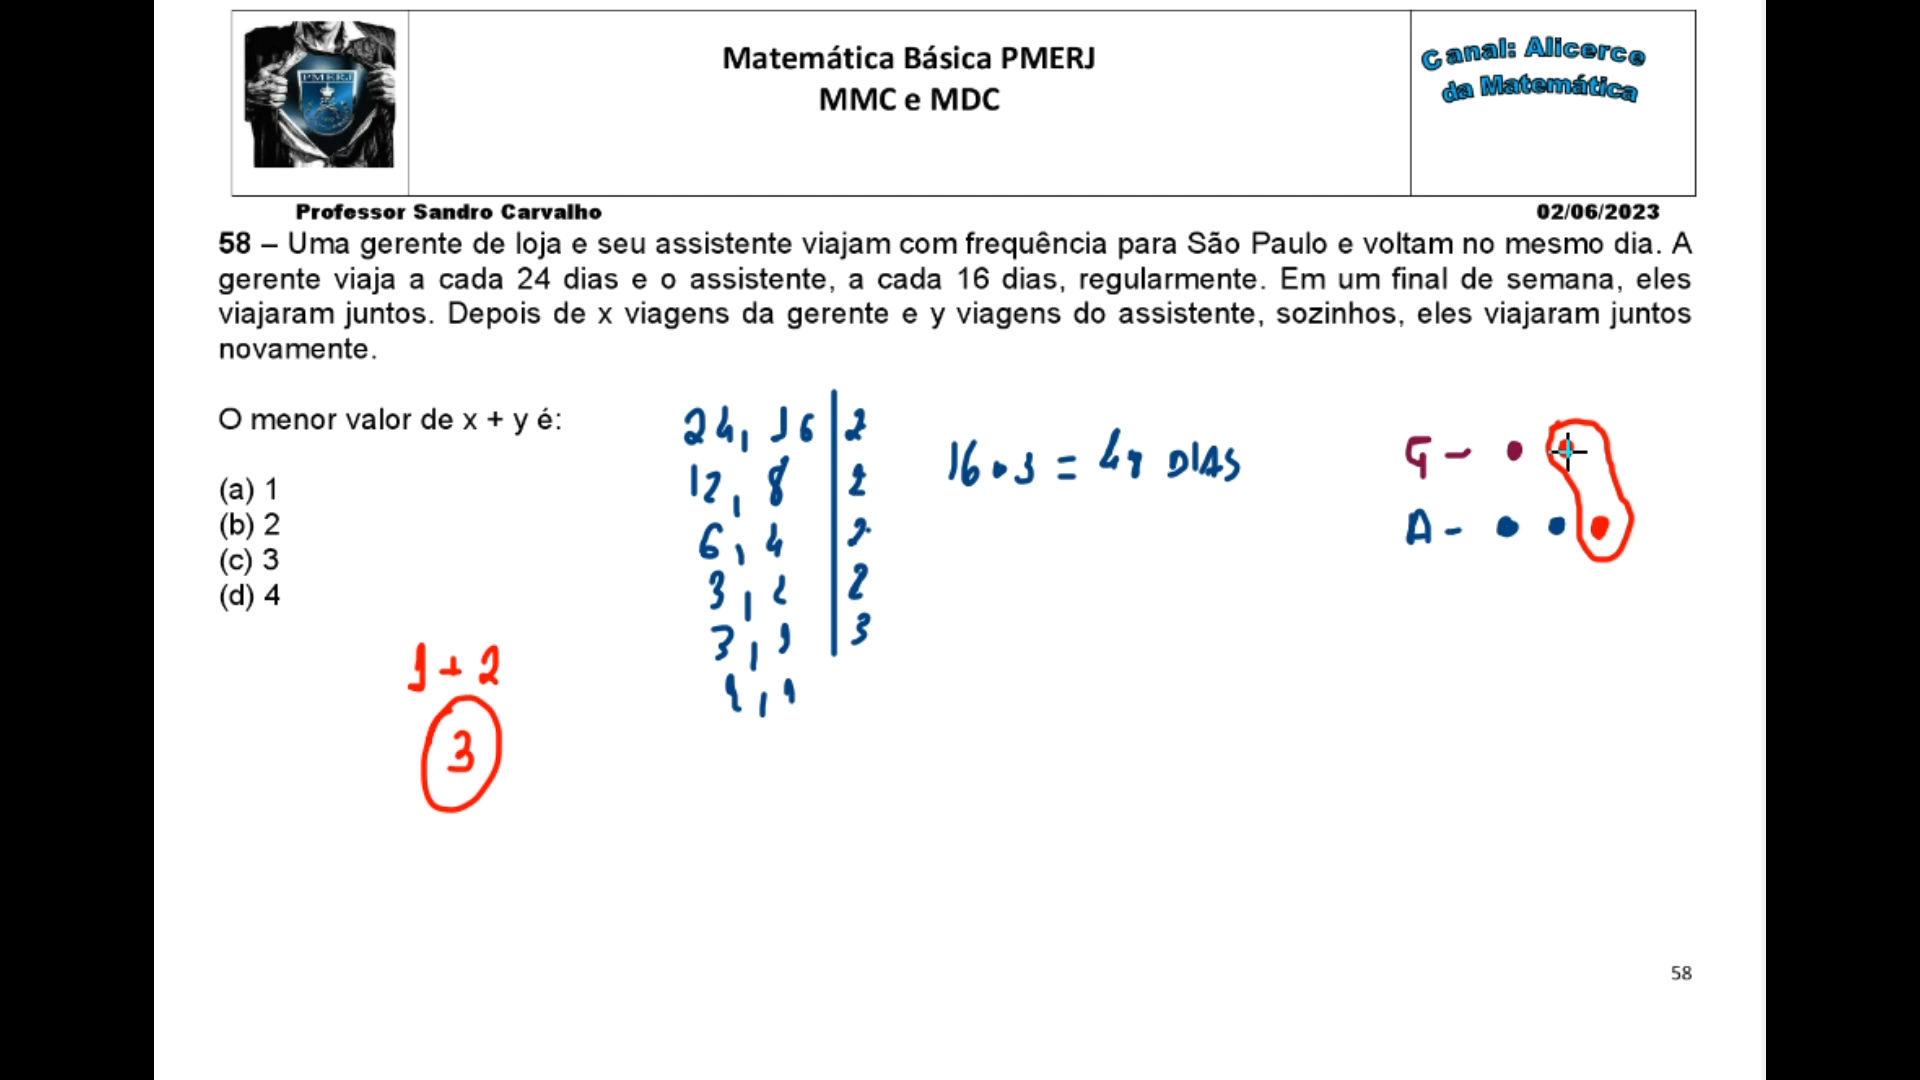 PMERJ
Matemática Básica PMERJ
MMC e MDC
Canal: Alicerce
da Matemática
Professor Sandro Carvalho
02/06/2023
58 – Uma gerente de loja e seu assistente viajam com frequência para São Paulo e voltam no mesmo dia. A
gerente viaja a cada 24 dias e o assistente, a cada 16 dias, regularmente. Em um final de semana, eles
viajaram juntos. Depois de x viagens da gerente e y viagens do assistente, sozinhos, eles viajaram juntos
novamente.
O menor valor de x + y é:
(a) 1
(b) 2
(c) 3
(d) 4
24, 16 | 2
12, 8 | 2
6, 4 | 2
3, 2 | 2
3, 1 | 3
1, 1
16 • 3 = 48 DIAS
G - • •
A - • • •
1 + 2
3
58